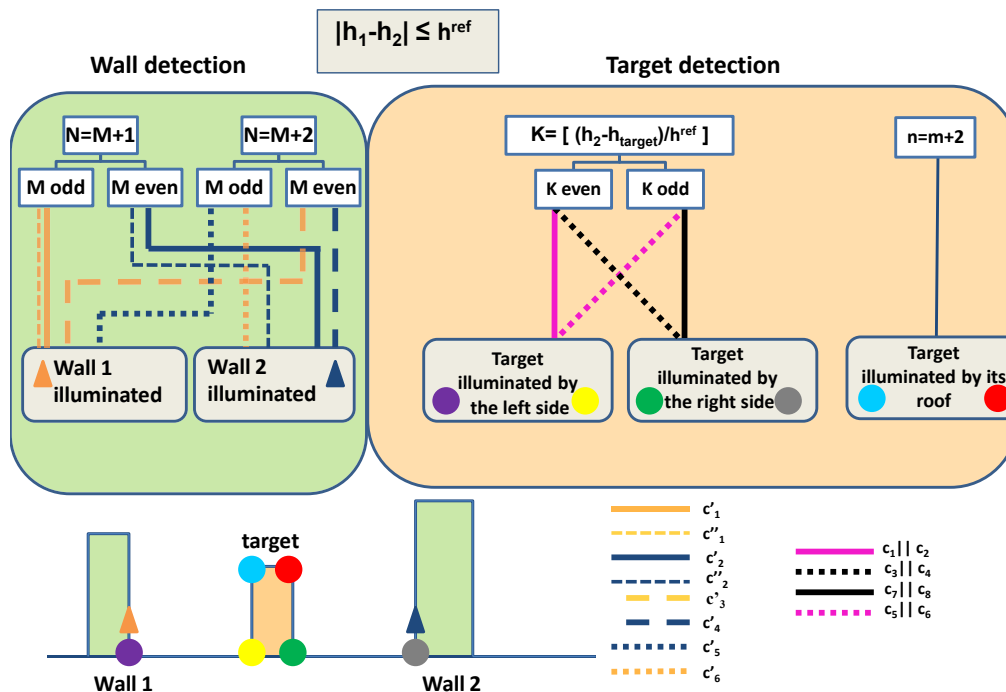 |h₁-h₂| ≤ hʳᵉᶠ
Wall detection
Target detection
N=M+1
N=M+2
M odd
M even
M odd
M even
K= [ (h₂-h_target)/hʳᵉᶠ ]
n=m+2
K even
K odd
Wall 1
illuminated
Wall 2
illuminated
Target
illuminated by
the left side
Target
illuminated by
the right side
Target
illuminated by its
roof
target
Wall 1
Wall 2
c'₁
c''₁
c'₂
c''₂
c'₃
c'₄
c'₅
c'₆
c₁|| c₂
c₃|| c₄
c₇|| c₈
c₅|| c₆